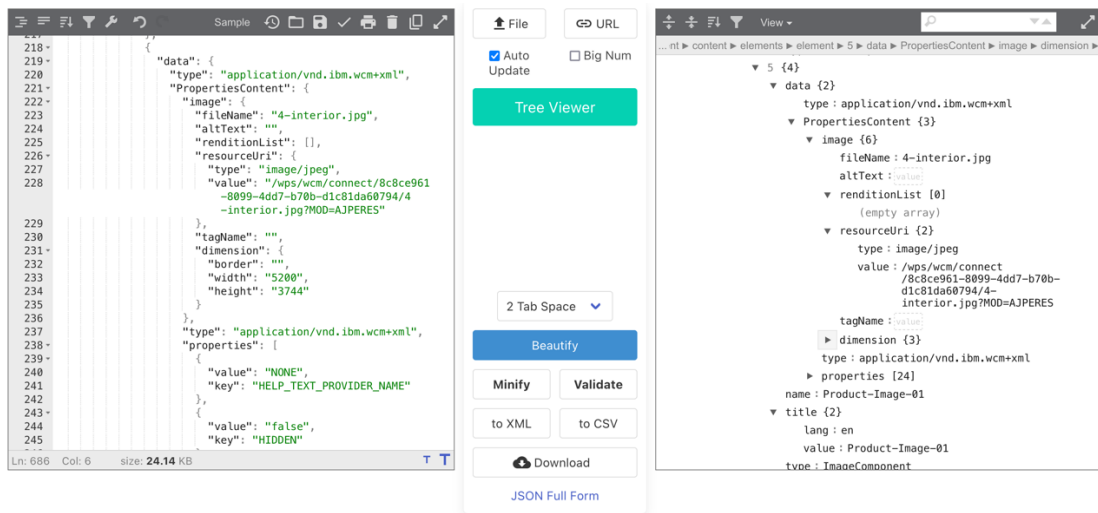 Sample
217 },
218 {
219 "data": {
220 "type": "application/vnd.ibm.wcm+xml",
221 "PropertiesContent": {
222 "image": {
223 "fileName": "4-interior.jpg",
224 "altText": "",
225 "renditionList": [],
226 "resourceUri": {
227 "type": "image/jpeg",
228 "value": "/wps/wcm/connect/8c8ce961
-8099-4dd7-b70b-d1c81da60794/4
-interior.jpg?MOD=AJPERES"
229 },
230 "tagName": "",
231 "dimension": {
232 "border": "",
233 "width": "5200",
234 "height": "3744"
235 }
236 },
237 "type": "application/vnd.ibm.wcm+xml",
238 "properties": [
239 {
240 "value": "NONE",
241 "key": "HELP_TEXT_PROVIDER_NAME"
242 },
243 {
244 "value": "false",
245 "key": "HIDDEN"
Ln: 686 Col: 6 size: 24.14 KB T T
File
URL
Auto Update
Big Num
Tree Viewer
2 Tab Space
Beautify
Minify
Validate
to XML
to CSV
Download
JSON Full Form
View
... nt ► content ► elements ► element ► 5 ► data ► PropertiesContent ► image ► dimension ►
5 {4}
data {2}
type : application/vnd.ibm.wcm+xml
PropertiesContent {3}
image {6}
fileName : 4-interior.jpg
altText : value
renditionList [0]
(empty array)
resourceUri {2}
type : image/jpeg
value : /wps/wcm/connect
/8c8ce961-8099-4dd7-b70b-
d1c81da60794/4-
interior.jpg?MOD=AJPERES
tagName : value
dimension {3}
type : application/vnd.ibm.wcm+xml
properties [24]
name : Product-Image-01
title {2}
lang : en
value : Product-Image-01
type : ImageComponent